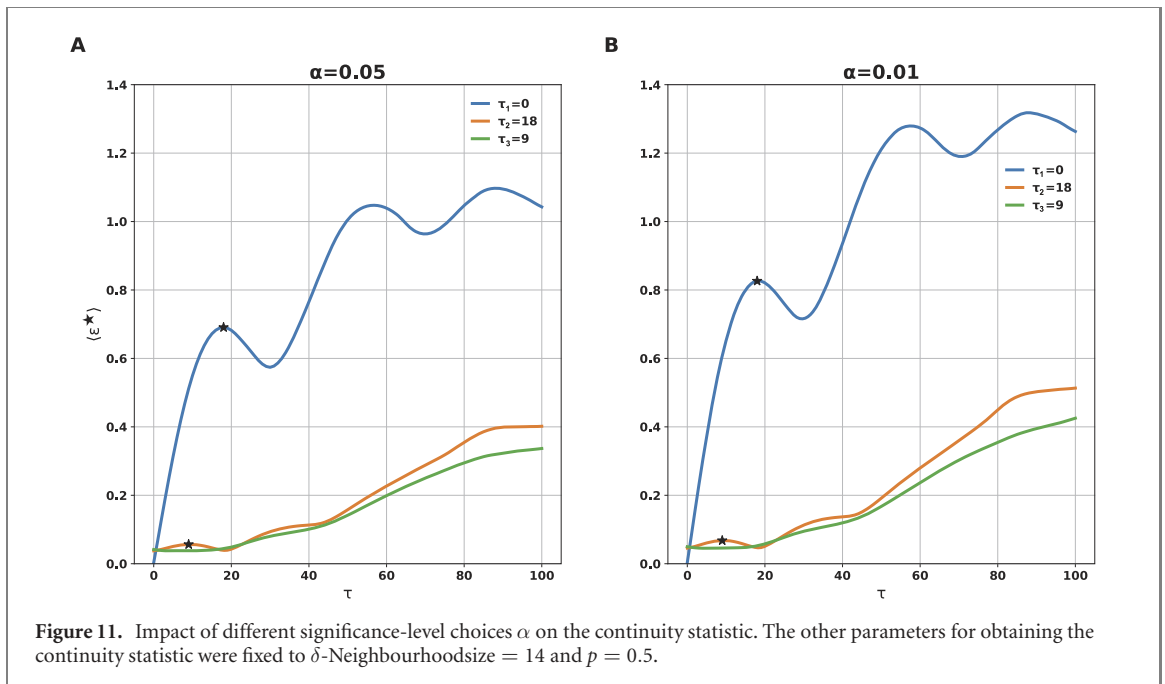 A
B
α=0.05
α=0.01
1.4
1.2
1.0
0.8
0.6
0.4
0.2
0.0
⟨ε★⟩
0 20 40 60 80 100
τ
τ₁=0
τ₂=18
τ₃=9
1.4
1.2
1.0
0.8
0.6
0.4
0.2
0.0
0 20 40 60 80 100
τ
τ₁=0
τ₂=18
τ₃=9
Figure 11. Impact of different significance-level choices α on the continuity statistic. The other parameters for obtaining the
continuity statistic were fixed to δ-Neighbourhoodsize = 14 and p = 0.5.